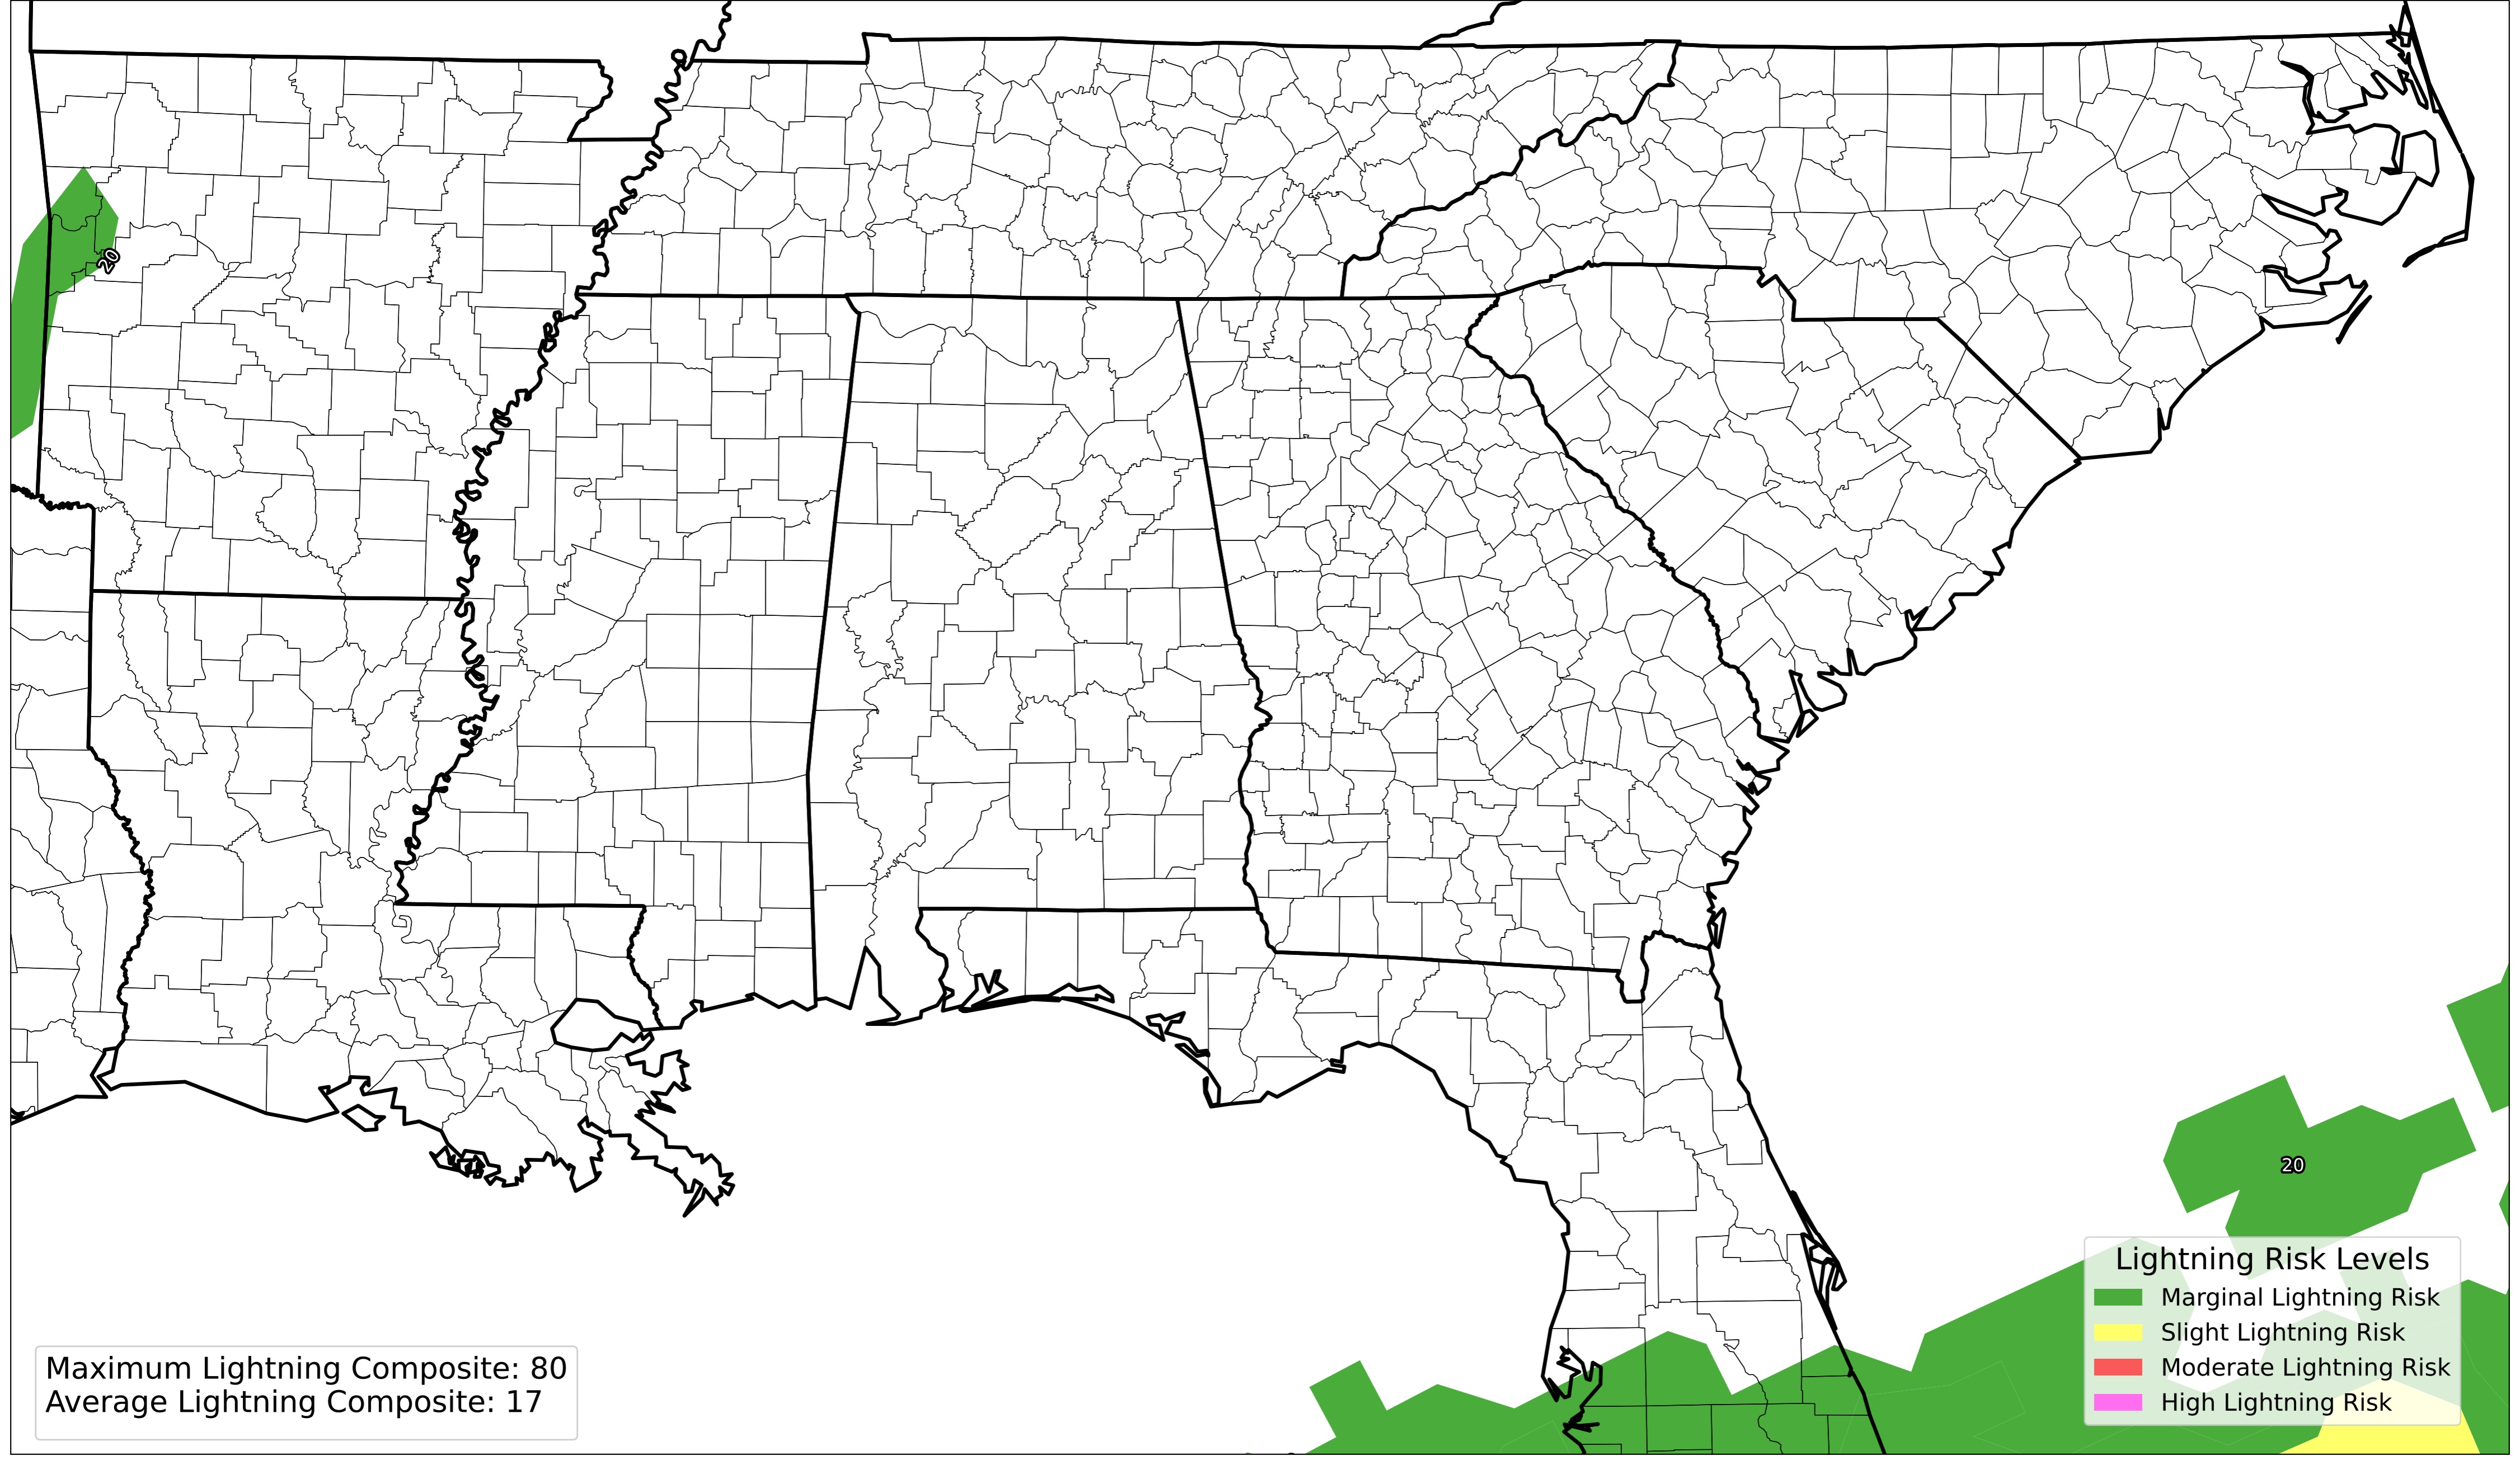 20
20
Lightning Risk Levels
Marginal Lightning Risk
Slight Lightning Risk
Moderate Lightning Risk
High Lightning Risk
Maximum Lightning Composite: 80
Average Lightning Composite: 17